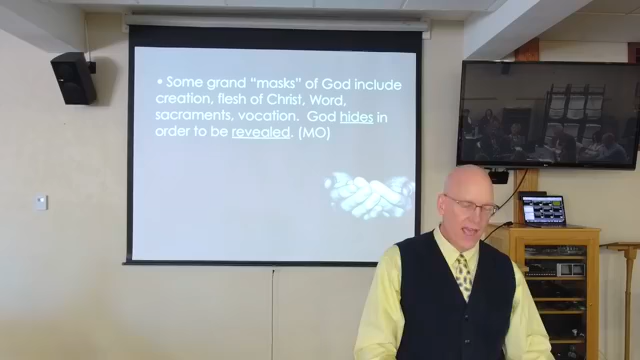 • Some grand “masks” of God include
creation, flesh of Christ, Word,
sacraments, vocation.  God hides in
order to be revealed. (MO)